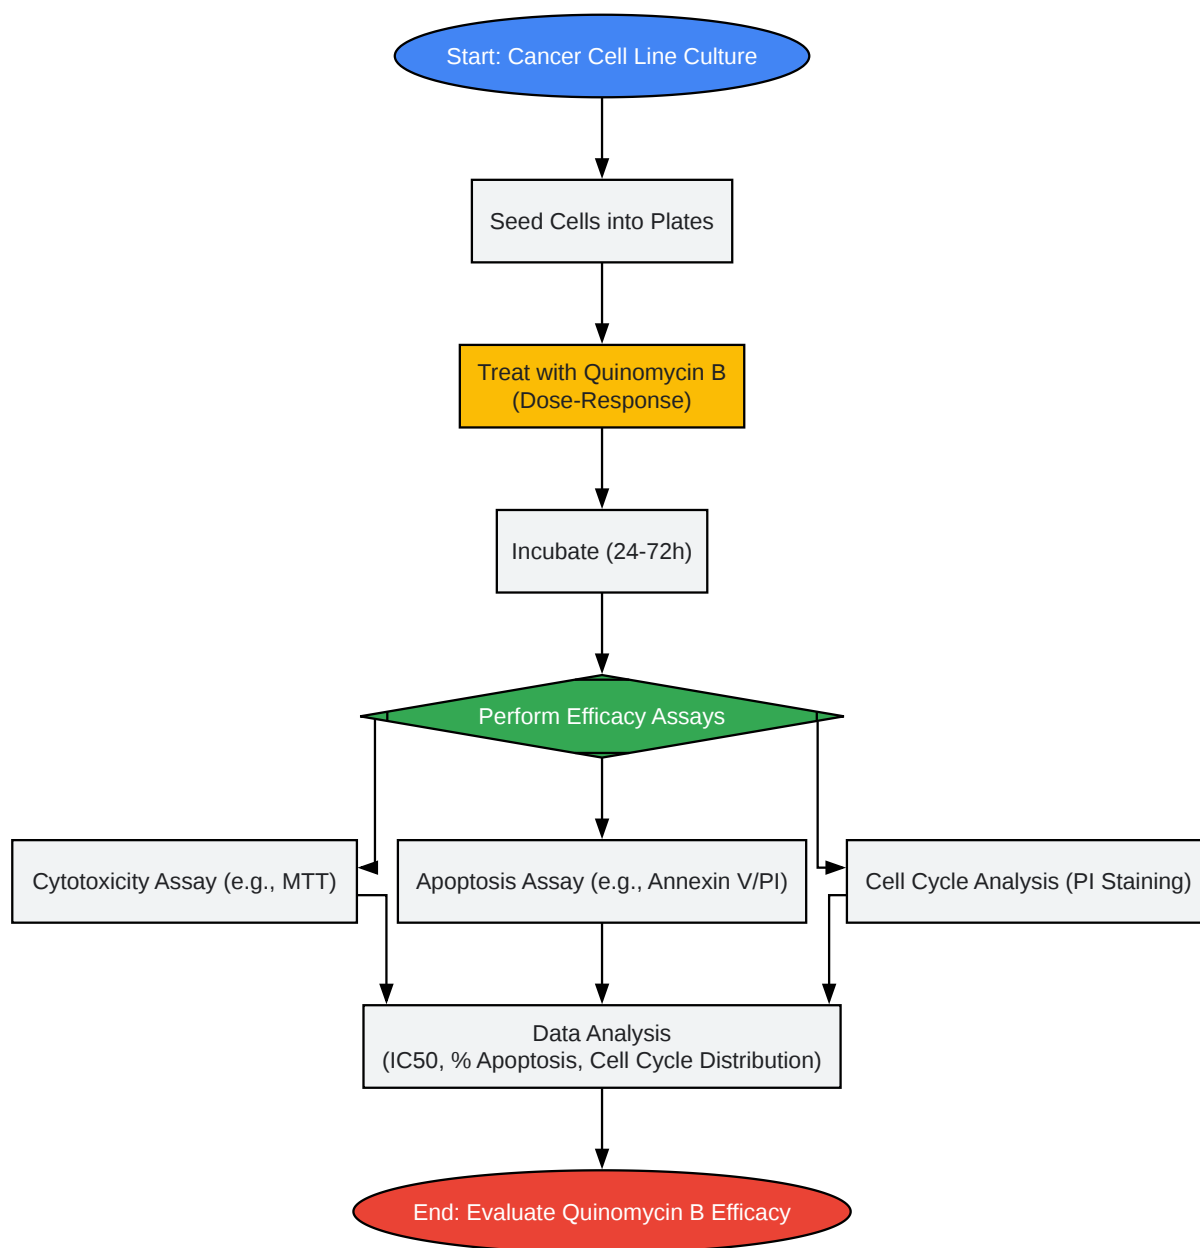 Start: Cancer Cell Line Culture
Seed Cells into Plates
Treat with Quinomycin B
(Dose-Response)
Incubate (24-72h)
Perform Efficacy Assays
Cytotoxicity Assay (e.g., MTT)
Apoptosis Assay (e.g., Annexin V/PI)
Cell Cycle Analysis (PI Staining)
Data Analysis
(IC50, % Apoptosis, Cell Cycle Distribution)
End: Evaluate Quinomycin B Efficacy